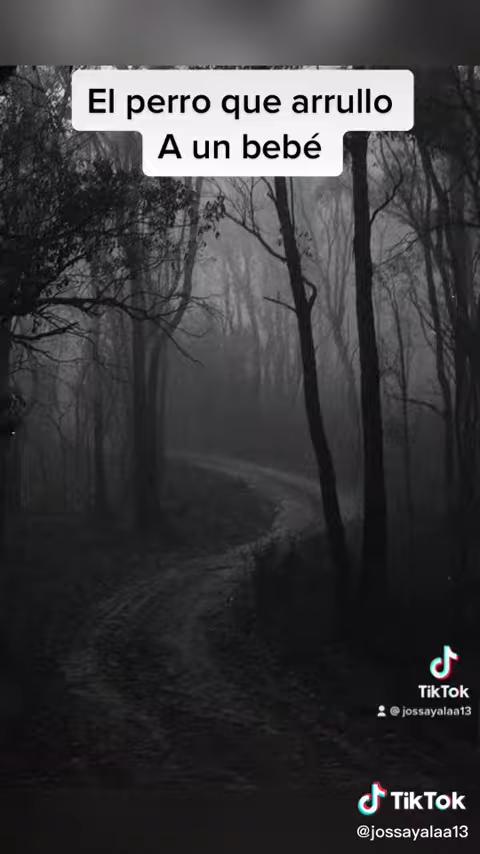 El perro que arrullo
A un bebé
TikTok
@jossayalaa13
TikTok
@jossayalaa13